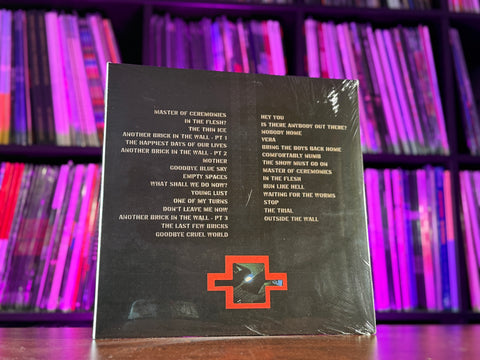 MASTER OF CEREMONIES
IN THE FLESH?
THE THIN ICE
ANOTHER BRICK IN THE WALL - PT 1
THE HAPPIEST DAYS OF OUR LIVES
ANOTHER BRICK IN THE WALL - PT 2
MOTHER
GOODBYE BLUE SKY
EMPTY SPACES
WHAT SHALL WE DO NOW?
YOUNG LUST
ONE OF MY TURNS
DON'T LEAVE ME NOW
ANOTHER BRICK IN THE WALL - PT 3
THE LAST FEW BRICKS
GOODBYE CRUEL WORLD
HEY YOU
IS THERE ANYBODY OUT THERE?
NOBODY HOME
VERA
BRING THE BOYS BACK HOME
COMFORTABLY NUMB
THE SHOW MUST GO ON
MASTER OF CEREMONIES
IN THE FLESH
RUN LIKE HELL
WAITING FOR THE WORMS
STOP
THE TRIAL
OUTSIDE THE WALL